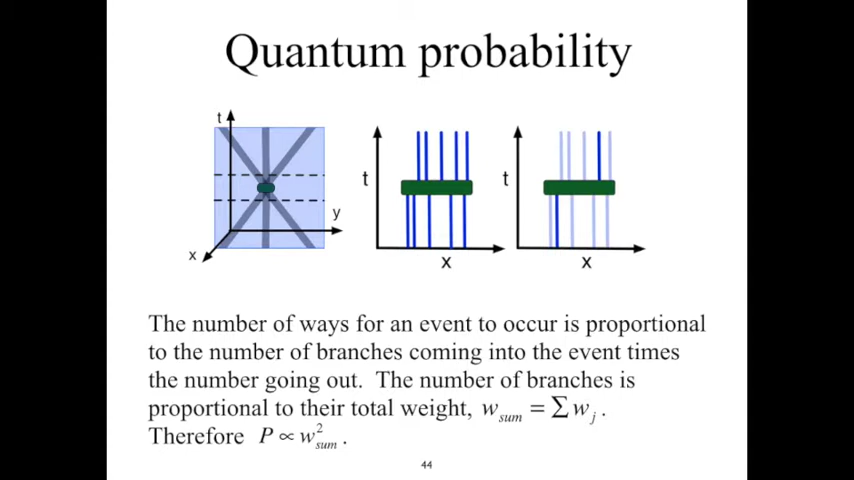 Quantum probability
t
y
x
t
x
t
x
The number of ways for an event to occur is proportional
to the number of branches coming into the event times
the number going out. The number of branches is
proportional to their total weight, w_sum = ∑ w_j .
Therefore P ∝ w²_sum .
44